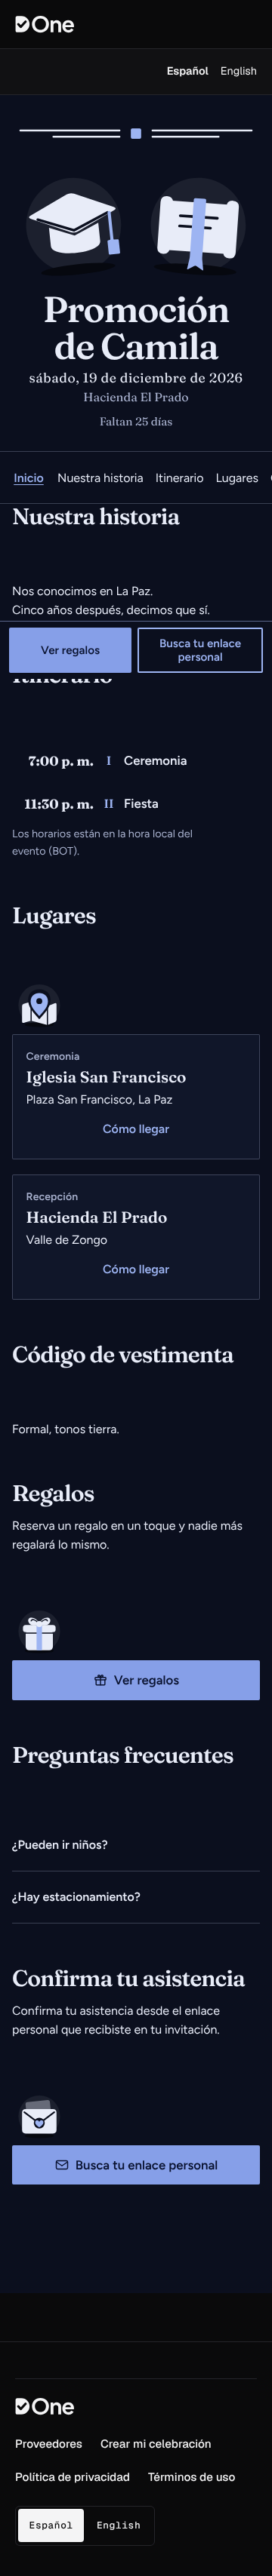 One
Español English
Promoción
de Camila
sábado, 19 de diciembre de 2026
Hacienda El Prado
Faltan 25 días
Inicio Nuestra historia Itinerario Lugares
Nuestra historia
Nos conocimos en La Paz.
Cinco años después, decimos que sí.
Ver regalos
Busca tu enlace
personal
Itinerario
7:00 p. m. I Ceremonia
11:30 p. m. II Fiesta
Los horarios están en la hora local del
evento (BOT).
Lugares
Ceremonia
Iglesia San Francisco
Plaza San Francisco, La Paz
Cómo llegar
Recepción
Hacienda El Prado
Valle de Zongo
Cómo llegar
Código de vestimenta
Formal, tonos tierra.
Regalos
Reserva un regalo en un toque y nadie más
regalará lo mismo.
Ver regalos
Preguntas frecuentes
¿Pueden ir niños?
¿Hay estacionamiento?
Confirma tu asistencia
Confirma tu asistencia desde el enlace
personal que recibiste en tu invitación.
Busca tu enlace personal
One
Proveedores Crear mi celebración
Política de privacidad Términos de uso
Español English